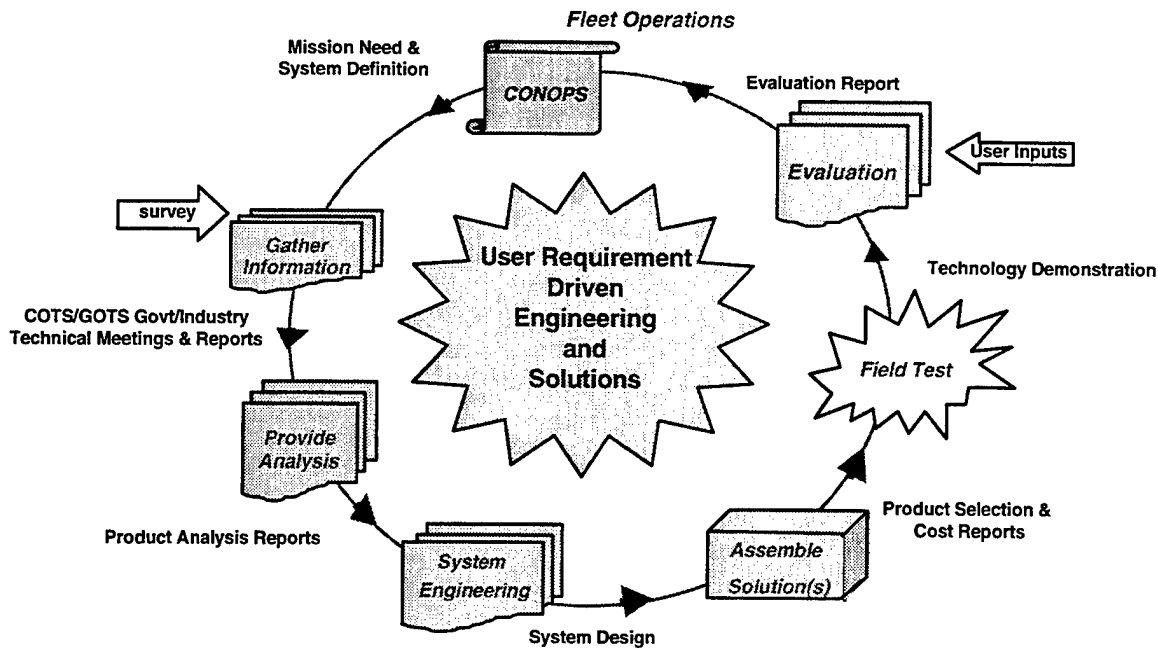 Fleet Operations
Mission Need &
System Definition
CONOPS
Evaluation Report
Evaluation
User Inputs
survey
Gather
Information
User Requirement
Driven
Engineering
and
Solutions
Technology Demonstration
COTS/GOTS Govt/Industry
Technical Meetings & Reports
Field Test
Provide
Analysis
Product Selection &
Cost Reports
Product Analysis Reports
System
Engineering
Assemble
Solution(s)
System Design